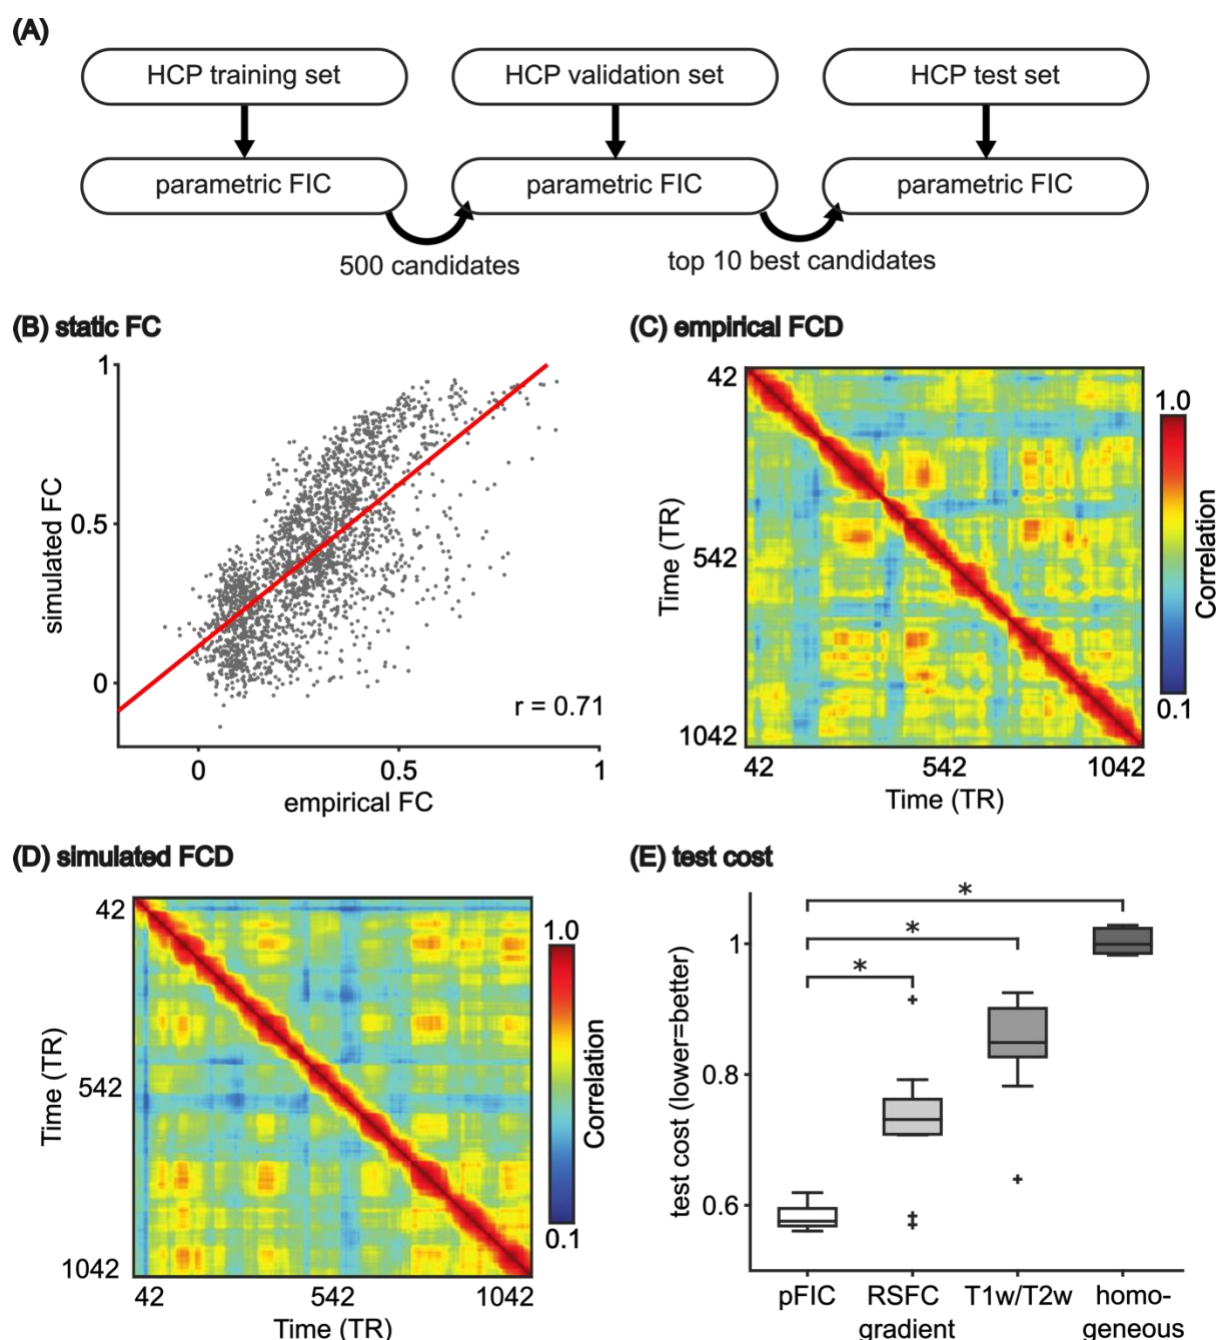 (A)
HCP training set
HCP validation set
HCP test set
parametric FIC
parametric FIC
parametric FIC
500 candidates
top 10 best candidates
(B) static FC
1
0.5
0
simulated FC
r = 0.71
0
0.5
1
empirical FC
(C) empirical FCD
42
542
1042
Time (TR)
42
542
1042
Time (TR)
1.0
0.1
Correlation
(D) simulated FCD
42
542
1042
Time (TR)
42
542
1042
Time (TR)
1.0
0.1
Correlation
(E) test cost
*
*
*
1
0.8
0.6
test cost (lower=better)
pFIC
RSFC
gradient
T1w/T2w
homo-
geneous